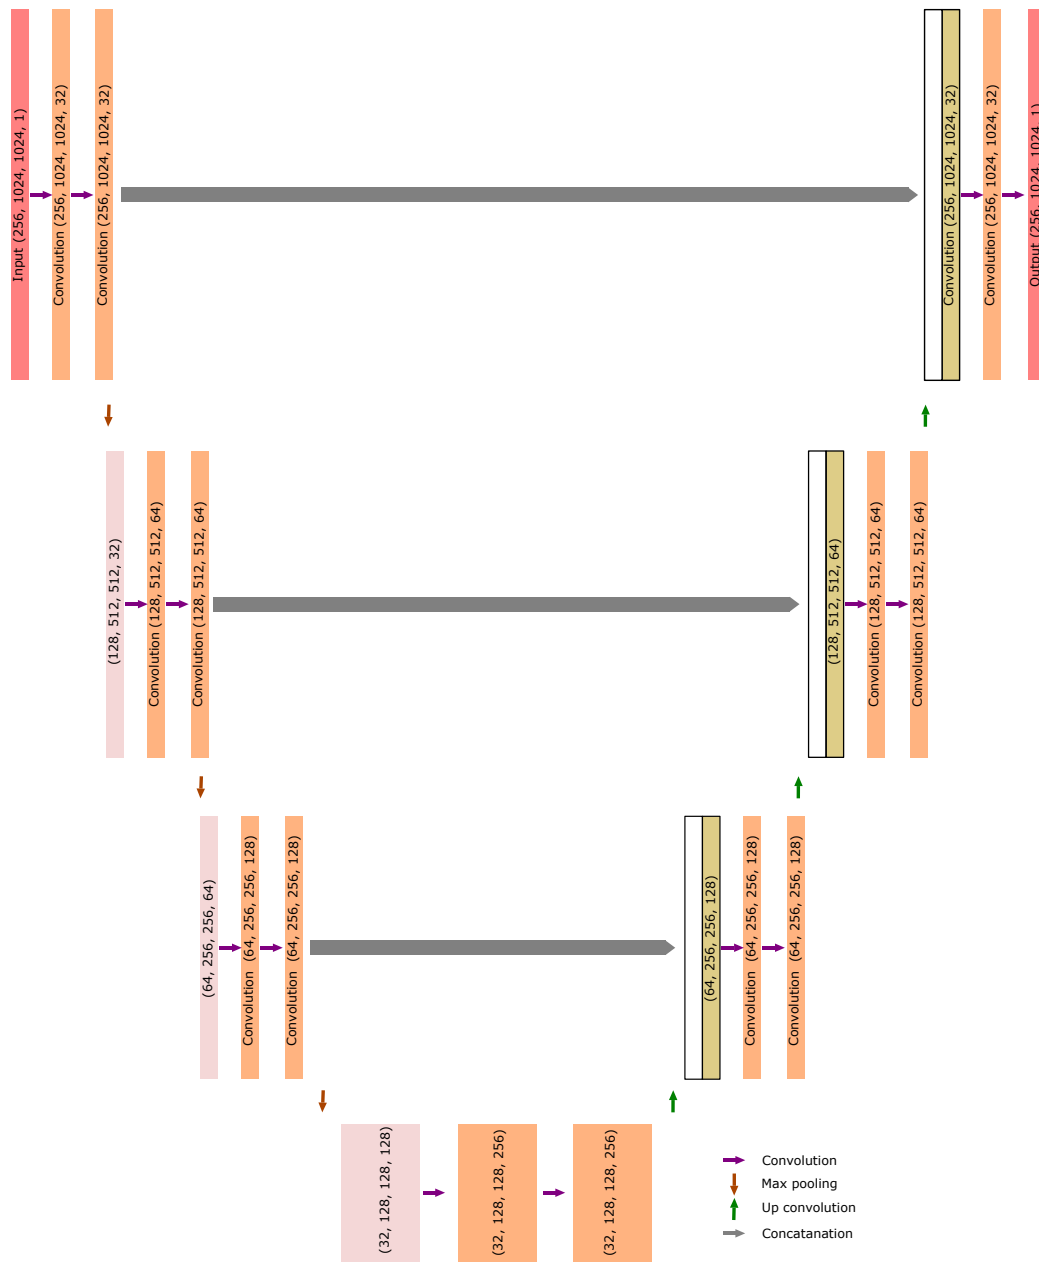 Input (256, 1024, 1024, 1)
Convolution (256, 1024, 1024, 32)
Convolution (256, 1024, 1024, 32)
Convolution (256, 1024, 1024, 32)
Convolution (256, 1024, 1024, 32)
Output (256, 1024, 1024, 1)
(128, 512, 512, 32)
Convolution (128, 512, 512, 64)
Convolution (128, 512, 512, 64)
(128, 512, 512, 64)
Convolution (128, 512, 512, 64)
Convolution (128, 512, 512, 64)
(64, 256, 256, 64)
Convolution (64, 256, 256, 128)
Convolution (64, 256, 256, 128)
(64, 256, 256, 128)
Convolution (64, 256, 256, 128)
Convolution (64, 256, 256, 128)
(32, 128, 128, 128)
(32, 128, 128, 256)
(32, 128, 128, 256)
Convolution
Max pooling
Up convolution
Concatanation